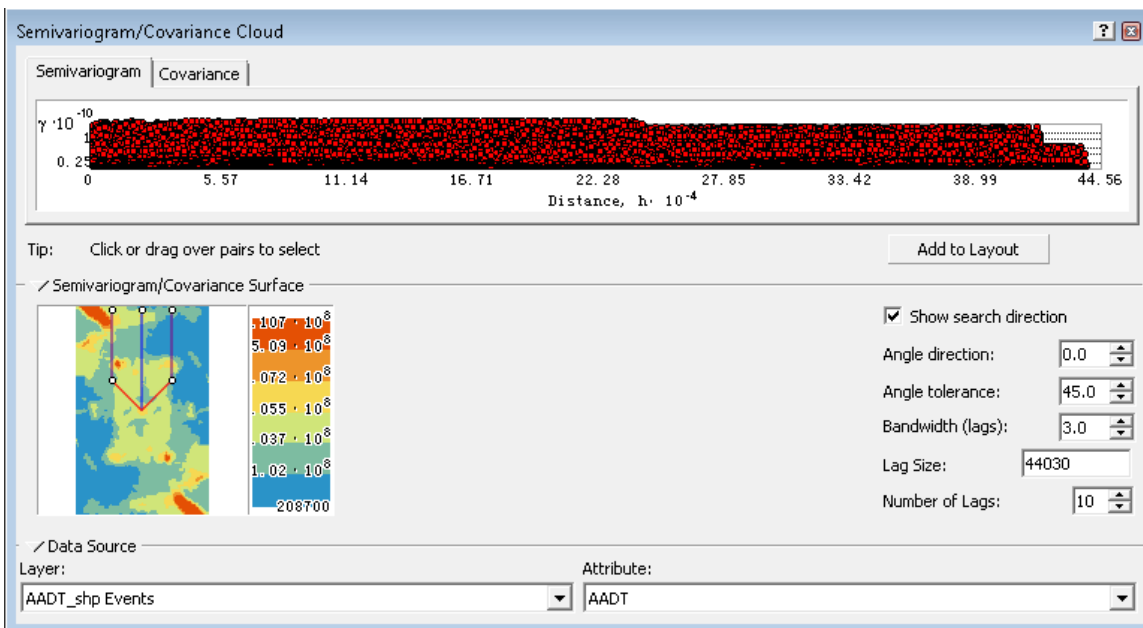 Semivariogram/Covariance Cloud
Semivariogram Covariance
γ ·10 -10
1
0.25
0 5.57 11.14 16.71 22.28 27.85 33.42 38.99 44.56
Distance, h· 10 -4
Tip: Click or drag over pairs to select
Add to Layout
Semivariogram/Covariance Surface
.107 · 10 8
5.09 · 10 8
.072 · 10 8
.055 · 10 8
.037 · 10 8
1.02 · 10 8
208700
Show search direction
Angle direction: 0.0
Angle tolerance: 45.0
Bandwidth (lags): 3.0
Lag Size: 44030
Number of Lags: 10
Data Source
Layer: Attribute:
AADT_shp Events AADT